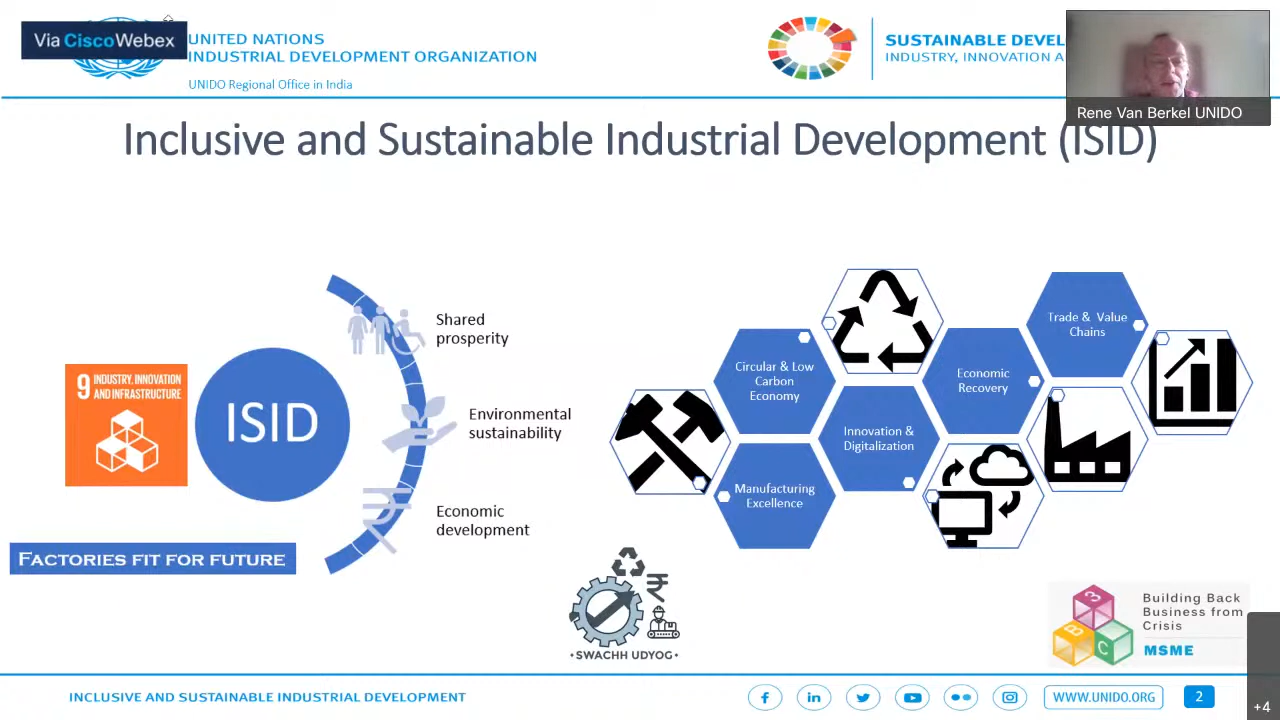 Via CiscoWebex
UNITED NATIONS
INDUSTRIAL DEVELOPMENT ORGANIZATION
UNIDO Regional Office in India
SUSTAINABLE DEVEL
INDUSTRY, INNOVATION A
Rene Van Berkel UNIDO
Inclusive and Sustainable Industrial Development (ISID)
9 INDUSTRY, INNOVATION
AND INFRASTRUCTURE
ISID
Shared
prosperity
Environmental
sustainability
Economic
development
FACTORIES FIT FOR FUTURE
Circular & Low
Carbon
Economy
Manufacturing
Excellence
Innovation &
Digitalization
Economic
Recovery
Trade & Value
Chains
₹
SWACHH UDYOG
3
B
C
Building Back
Business from
Crisis
MSME
INCLUSIVE AND SUSTAINABLE INDUSTRIAL DEVELOPMENT
WWW.UNIDO.ORG
2
+4